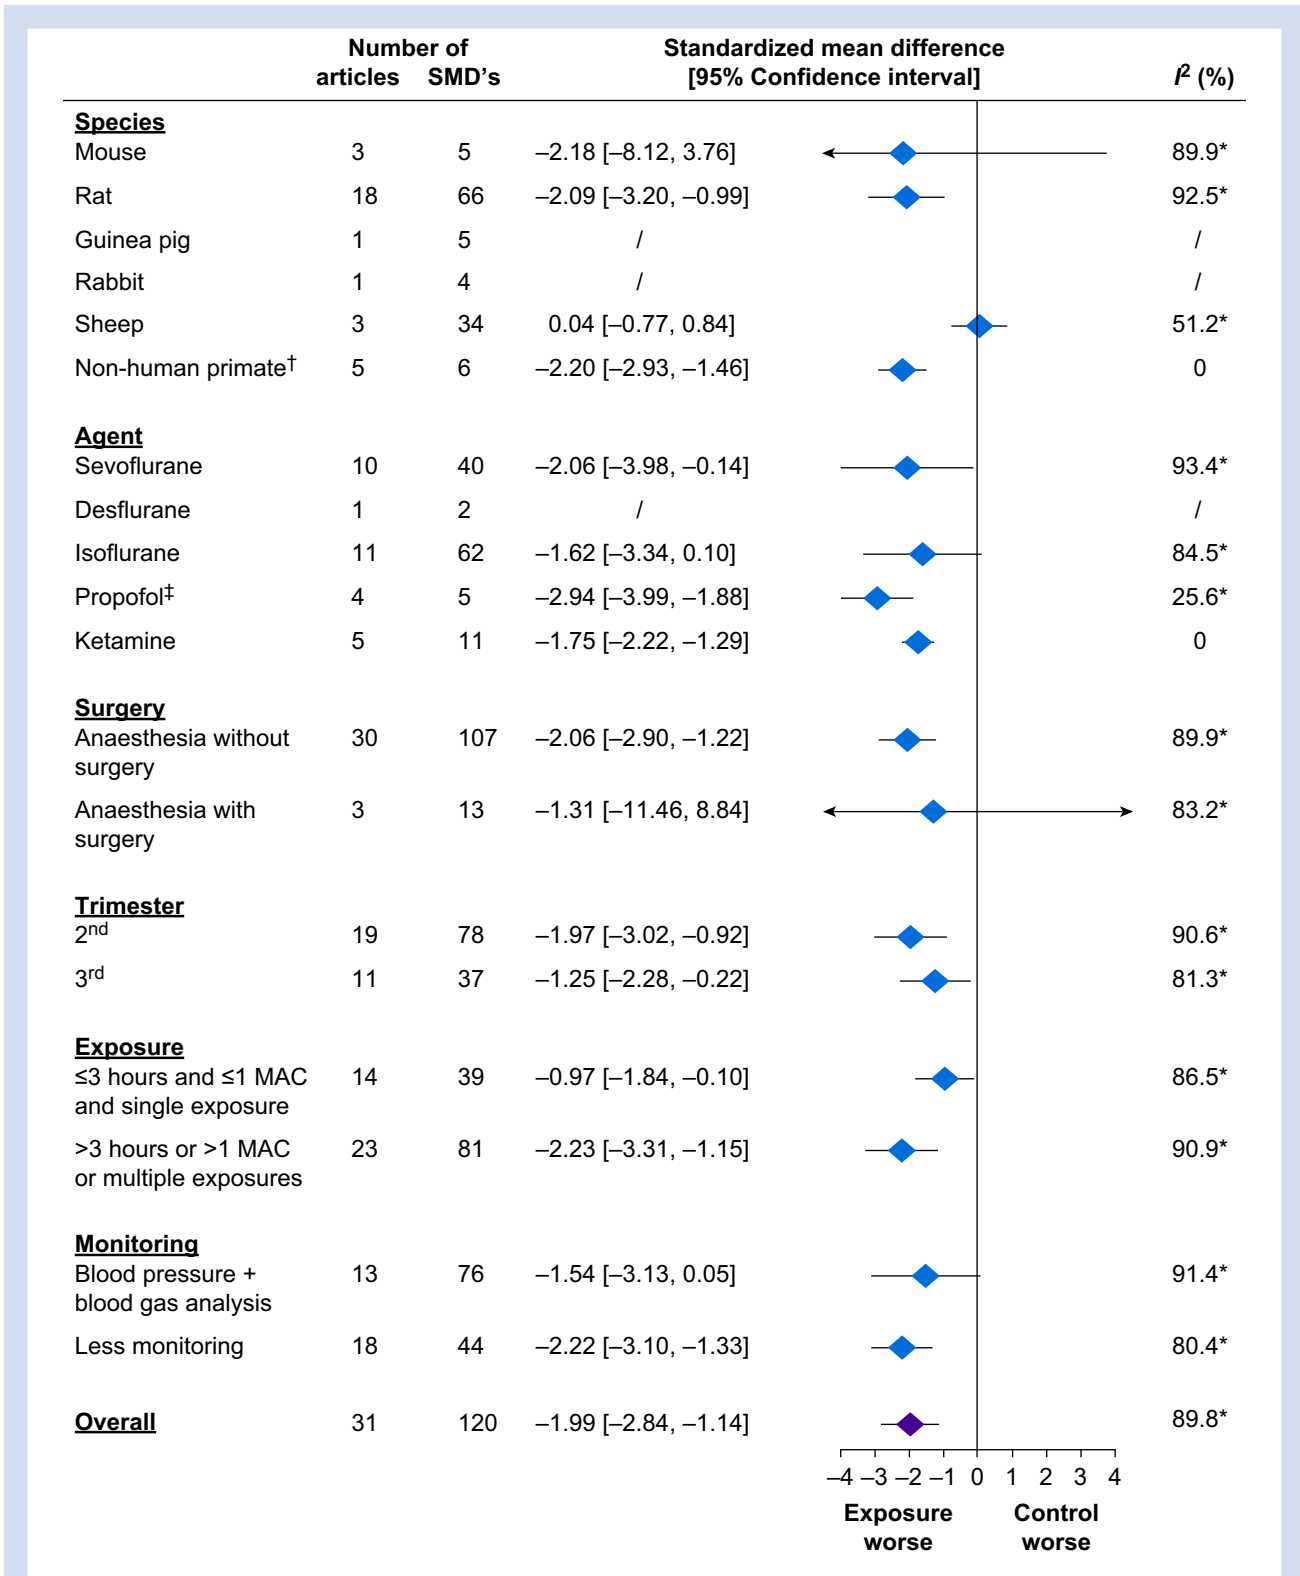 Number of Standardized mean difference
articles SMD's [95% Confidence interval] I² (%)
Species
Mouse 3 5 –2.18 [–8.12, 3.76] 89.9*
Rat 18 66 –2.09 [–3.20, –0.99] 92.5*
Guinea pig 1 5 / /
Rabbit 1 4 / /
Sheep 3 34 0.04 [–0.77, 0.84] 51.2*
Non-human primate† 5 6 –2.20 [–2.93, –1.46] 0
Agent
Sevoflurane 10 40 –2.06 [–3.98, –0.14] 93.4*
Desflurane 1 2 / /
Isoflurane 11 62 –1.62 [–3.34, 0.10] 84.5*
Propofol‡ 4 5 –2.94 [–3.99, –1.88] 25.6*
Ketamine 5 11 –1.75 [–2.22, –1.29] 0
Surgery
Anaesthesia without 30 107 –2.06 [–2.90, –1.22] 89.9*
surgery
Anaesthesia with 3 13 –1.31 [–11.46, 8.84] 83.2*
surgery
Trimester
2nd 19 78 –1.97 [–3.02, –0.92] 90.6*
3rd 11 37 –1.25 [–2.28, –0.22] 81.3*
Exposure
≤3 hours and ≤1 MAC 14 39 –0.97 [–1.84, –0.10] 86.5*
and single exposure
>3 hours or >1 MAC 23 81 –2.23 [–3.31, –1.15] 90.9*
or multiple exposures
Monitoring
Blood pressure + 13 76 –1.54 [–3.13, 0.05] 91.4*
blood gas analysis
Less monitoring 18 44 –2.22 [–3.10, –1.33] 80.4*
Overall 31 120 –1.99 [–2.84, –1.14] 89.8*
–4 –3 –2 –1 0 1 2 3 4
Exposure Control
worse worse